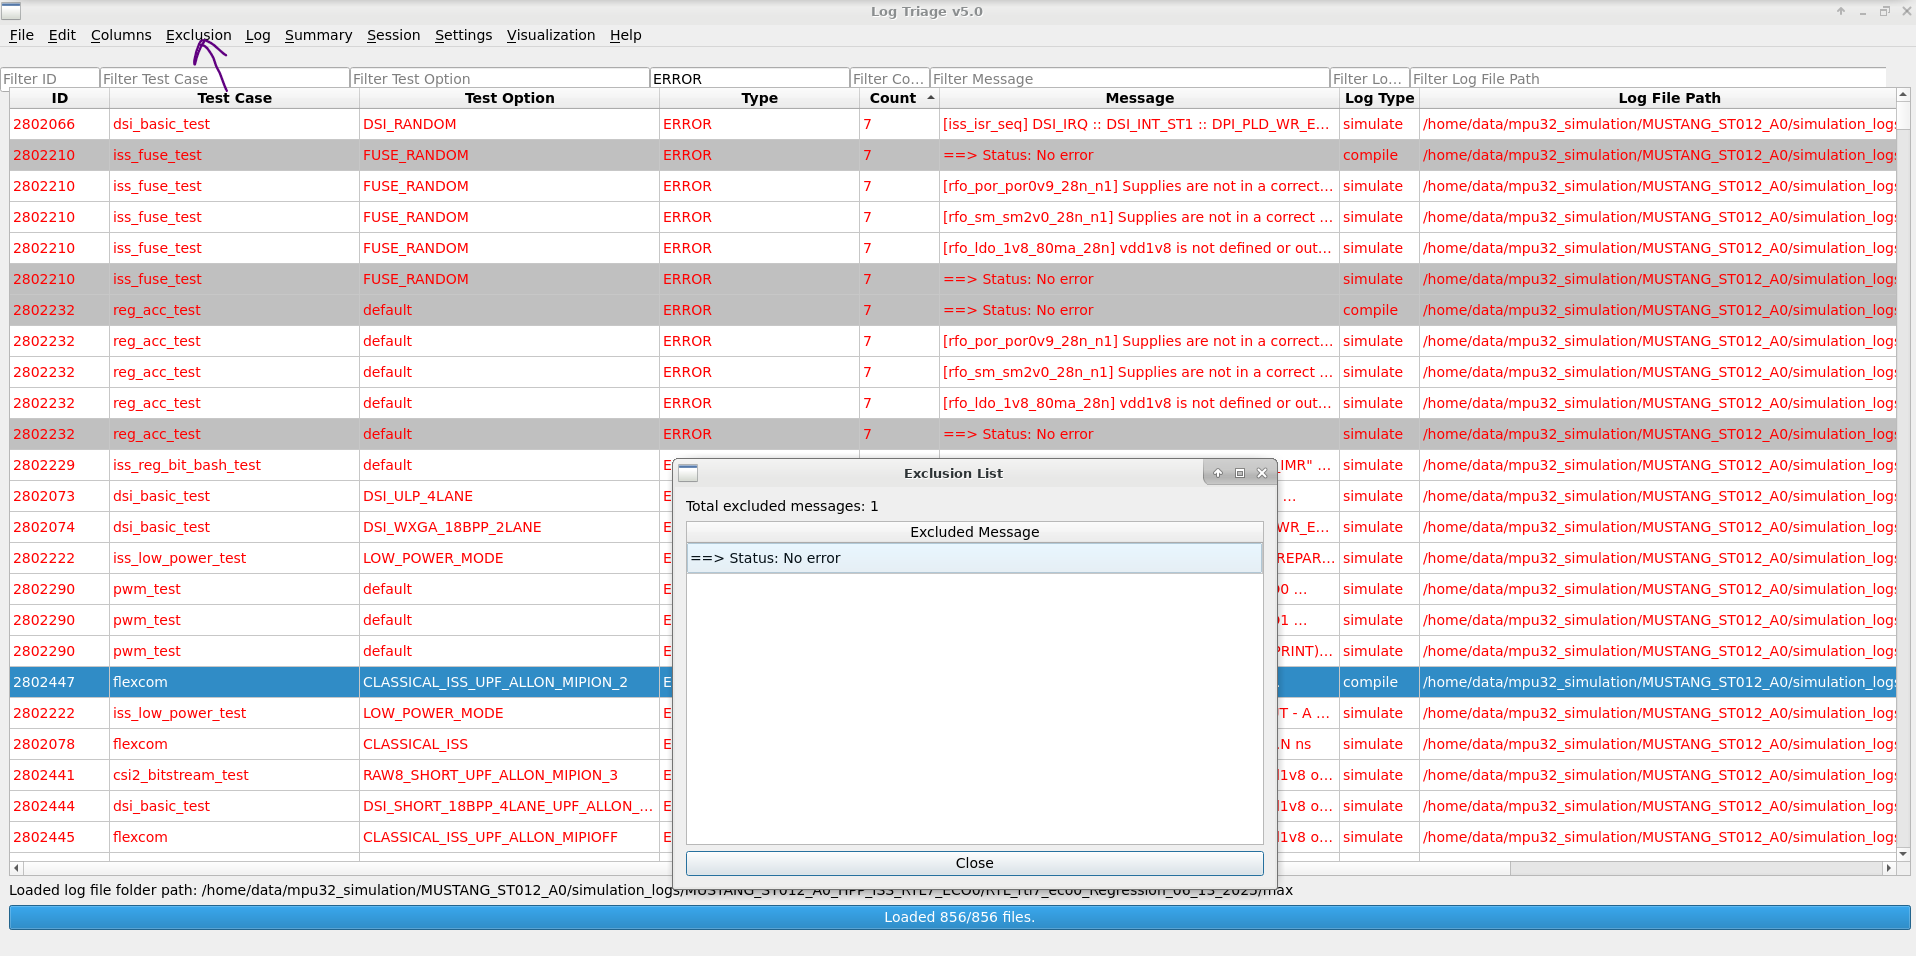 Log Triage v5.0
File Edit Columns Exclusion Log Summary Session Settings Visualization Help
Filter ID Filter Test Case Filter Test Option ERROR Filter Co... Filter Message Filter Lo... Filter Log File Path
ID Test Case Test Option Type Count Message Log Type Log File Path
2802066 dsi_basic_test DSI_RANDOM ERROR 7 [iss_isr_seq] DSI_IRQ :: DSI_INT_ST1 :: DPI_PLD_WR_E... simulate /home/data/mpu32_simulation/MUSTANG_ST012_A0/simulation_logs
2802210 iss_fuse_test FUSE_RANDOM ERROR 7 ==> Status: No error compile /home/data/mpu32_simulation/MUSTANG_ST012_A0/simulation_logs
2802210 iss_fuse_test FUSE_RANDOM ERROR 7 [rfo_por_por0v9_28n_n1] Supplies are not in a correct... simulate /home/data/mpu32_simulation/MUSTANG_ST012_A0/simulation_logs
2802210 iss_fuse_test FUSE_RANDOM ERROR 7 [rfo_sm_sm2v0_28n_n1] Supplies are not in a correct ... simulate /home/data/mpu32_simulation/MUSTANG_ST012_A0/simulation_logs
2802210 iss_fuse_test FUSE_RANDOM ERROR 7 [rfo_ldo_1v8_80ma_28n] vdd1v8 is not defined or out... simulate /home/data/mpu32_simulation/MUSTANG_ST012_A0/simulation_logs
2802210 iss_fuse_test FUSE_RANDOM ERROR 7 ==> Status: No error simulate /home/data/mpu32_simulation/MUSTANG_ST012_A0/simulation_logs
2802232 reg_acc_test default ERROR 7 ==> Status: No error compile /home/data/mpu32_simulation/MUSTANG_ST012_A0/simulation_logs
2802232 reg_acc_test default ERROR 7 [rfo_por_por0v9_28n_n1] Supplies are not in a correct... simulate /home/data/mpu32_simulation/MUSTANG_ST012_A0/simulation_logs
2802232 reg_acc_test default ERROR 7 [rfo_sm_sm2v0_28n_n1] Supplies are not in a correct ... simulate /home/data/mpu32_simulation/MUSTANG_ST012_A0/simulation_logs
2802232 reg_acc_test default ERROR 7 [rfo_ldo_1v8_80ma_28n] vdd1v8 is not defined or out... simulate /home/data/mpu32_simulation/MUSTANG_ST012_A0/simulation_logs
2802232 reg_acc_test default ERROR 7 ==> Status: No error simulate /home/data/mpu32_simulation/MUSTANG_ST012_A0/simulation_logs
2802229 iss_reg_bit_bash_test default E _IMR" ... simulate /home/data/mpu32_simulation/MUSTANG_ST012_A0/simulation_logs
2802073 dsi_basic_test DSI_ULP_4LANE E ... simulate /home/data/mpu32_simulation/MUSTANG_ST012_A0/simulation_logs
2802074 dsi_basic_test DSI_WXGA_18BPP_2LANE E WR_E... simulate /home/data/mpu32_simulation/MUSTANG_ST012_A0/simulation_logs
2802222 iss_low_power_test LOW_POWER_MODE E REPAR... simulate /home/data/mpu32_simulation/MUSTANG_ST012_A0/simulation_logs
2802290 pwm_test default E 0 ... simulate /home/data/mpu32_simulation/MUSTANG_ST012_A0/simulation_logs
2802290 pwm_test default E 1 ... simulate /home/data/mpu32_simulation/MUSTANG_ST012_A0/simulation_logs
2802290 pwm_test default E PRINT)... simulate /home/data/mpu32_simulation/MUSTANG_ST012_A0/simulation_logs
2802447 flexcom CLASSICAL_ISS_UPF_ALLON_MIPION_2 E compile /home/data/mpu32_simulation/MUSTANG_ST012_A0/simulation_logs
2802222 iss_low_power_test LOW_POWER_MODE E T - A ... simulate /home/data/mpu32_simulation/MUSTANG_ST012_A0/simulation_logs
2802078 flexcom CLASSICAL_ISS E .N ns simulate /home/data/mpu32_simulation/MUSTANG_ST012_A0/simulation_logs
2802441 csi2_bitstream_test RAW8_SHORT_UPF_ALLON_MIPION_3 E 1v8 o... simulate /home/data/mpu32_simulation/MUSTANG_ST012_A0/simulation_logs
2802444 dsi_basic_test DSI_SHORT_18BPP_4LANE_UPF_ALLON_... E 1v8 o... simulate /home/data/mpu32_simulation/MUSTANG_ST012_A0/simulation_logs
2802445 flexcom CLASSICAL_ISS_UPF_ALLON_MIPIOFF E 1v8 o... simulate /home/data/mpu32_simulation/MUSTANG_ST012_A0/simulation_logs
Exclusion List
Total excluded messages: 1
Excluded Message
==> Status: No error
Close
Loaded log file folder path: /home/data/mpu32_simulation/MUSTANG_ST012_A0/simulation_logs/MUSTANG_ST012_A0_HPP_ISS_RTL7_ECO0/RTL_rtl7_eco0_Regression_06_13_2025/max
Loaded 856/856 files.